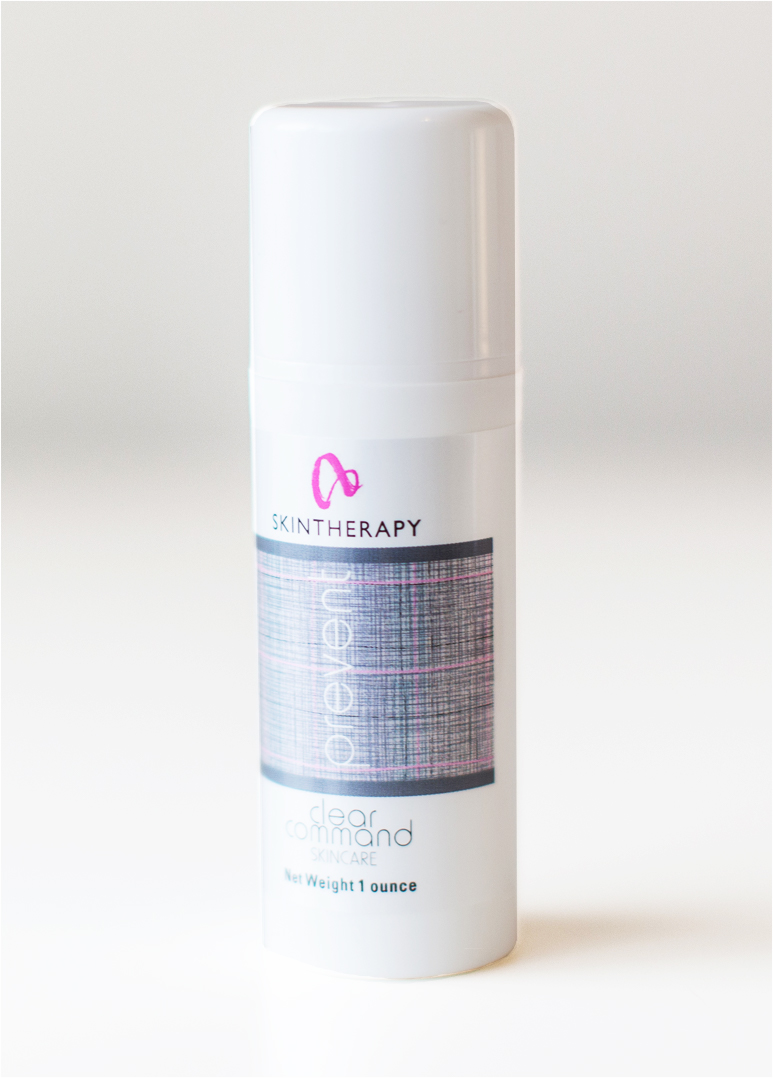 SKINTHERAPY
prevent
clear
command
SKINCARE
Net Weight 1 ounce